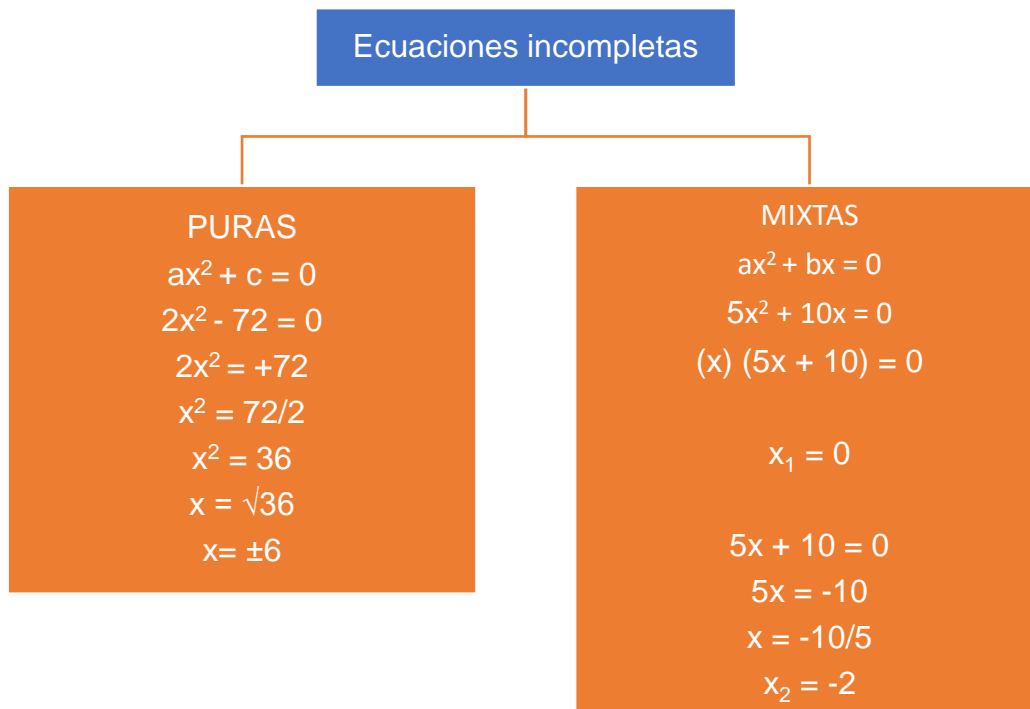 Ecuaciones incompletas
PURAS
ax² + c = 0
2x² - 72 = 0
2x² = +72
x² = 72/2
x² = 36
x = √36
x= ±6
MIXTAS
ax² + bx = 0
5x² + 10x = 0
(x) (5x + 10) = 0
x₁ = 0
5x + 10 = 0
5x = -10
x = -10/5
x₂ = -2